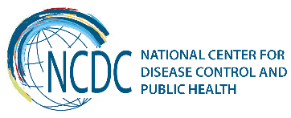 NCDC
NATIONAL CENTER FOR
DISEASE CONTROL AND
PUBLIC HEALTH